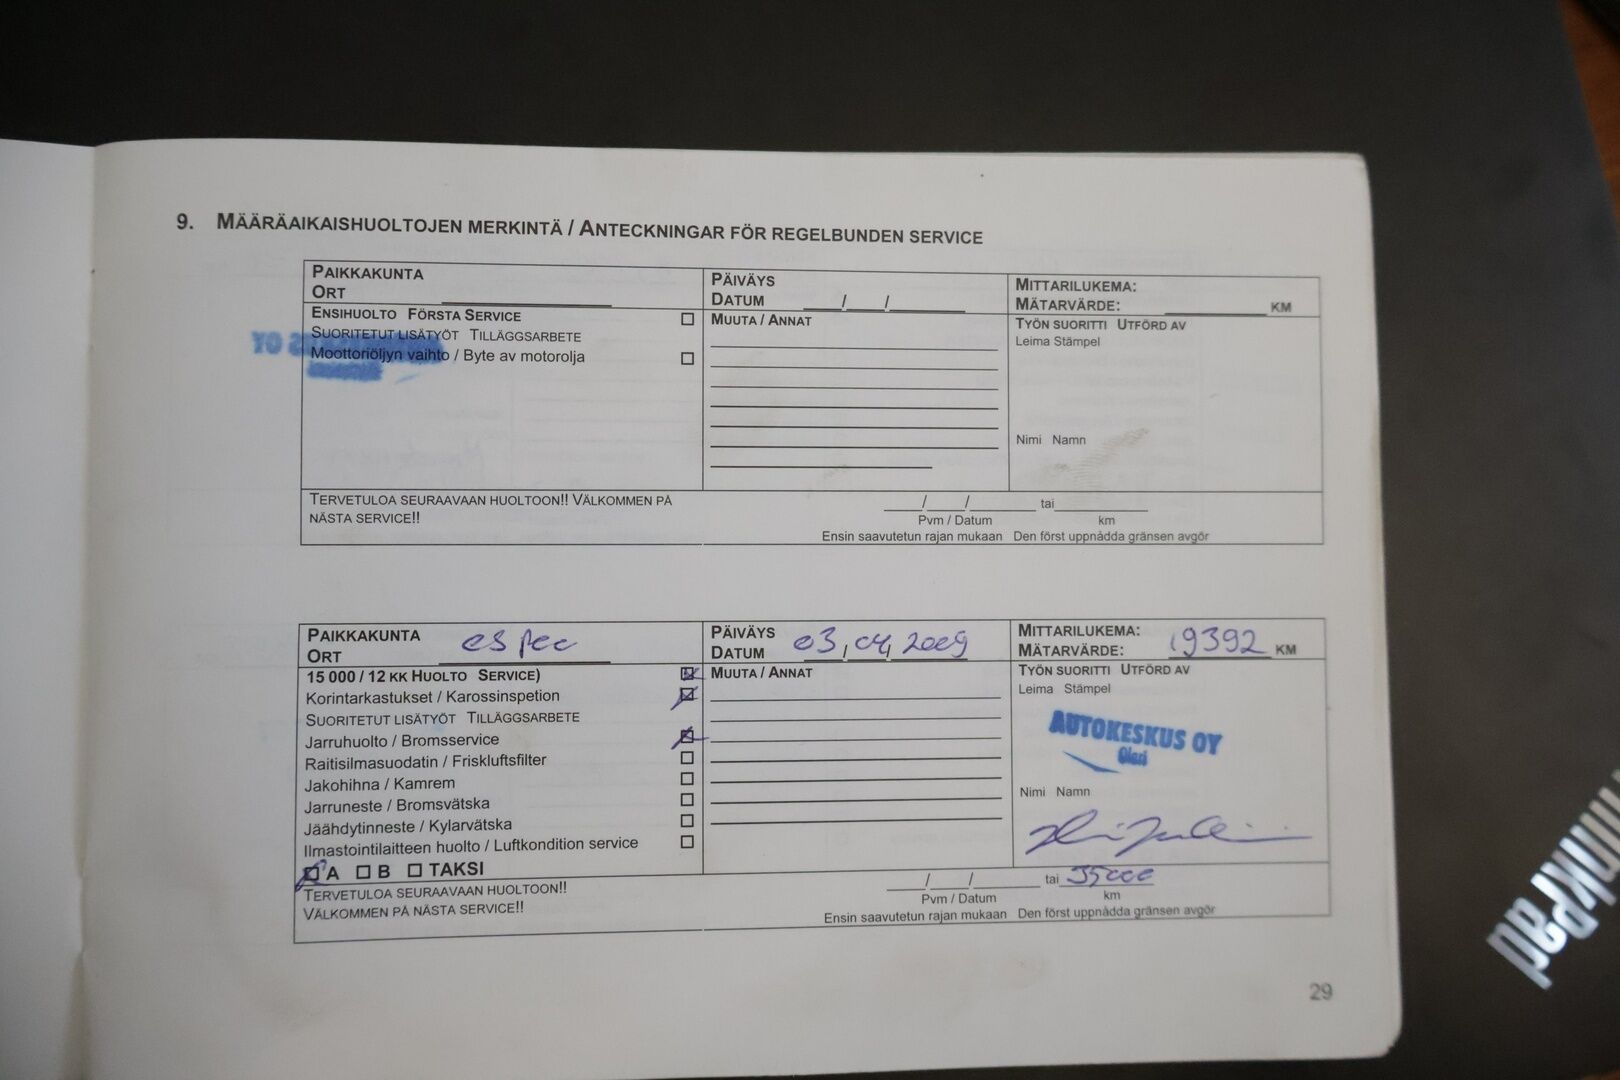 9. MÄÄRÄAIKAISHUOLTOJEN MERKINTÄ / ANTECKNINGAR FÖR REGELBUNDEN SERVICE
PAIKKAKUNTA
ORT
PÄIVÄYS
DATUM / /
MITTARILUKEMA:
MÄTARVÄRDE: KM
ENSIHUOLTO FÖRSTA SERVICE
SUORITETUT LISÄTYÖT TILLÄGGSARBETE
Moottoriöljyn vaihto / Byte av motorolja
MUUTA / ANNAT
TYÖN SUORITTI UTFÖRD AV
Leima Stämpel
Nimi Namn
TERVETULOA SEURAAVAAN HUOLTOON!! VÄLKOMMEN PÅ
NÄSTA SERVICE!!
/ / tai
Pvm / Datum km
Ensin saavutetun rajan mukaan Den först uppnådda gränsen avgör
PAIKKAKUNTA
ORT espoo
PÄIVÄYS
DATUM 03/04/2009
MITTARILUKEMA:
MÄTARVÄRDE: 19392 KM
15 000 / 12 KK HUOLTO SERVICE)
Korintarkastukset / Karossinspetion
SUORITETUT LISÄTYÖT TILLÄGGSARBETE
Jarruhuolto / Bromsservice
Raitisilmasuodatin / Friskluftsfilter
Jakohihna / Kamrem
Jarruneste / Bromsvätska
Jäähdytinneste / Kylarvätska
Ilmastointilaitteen huolto / Luftkondition service
A B TAKSI
MUUTA / ANNAT
TYÖN SUORITTI UTFÖRD AV
Leima Stämpel
AUTOKESKUS OY
Olari
Nimi Namn
TERVETULOA SEURAAVAAN HUOLTOON!!
VÄLKOMMEN PÅ NÄSTA SERVICE!!
/ / tai 35000
Pvm / Datum km
Ensin saavutetun rajan mukaan Den först uppnådda gränsen avgör
29
ThinkPad